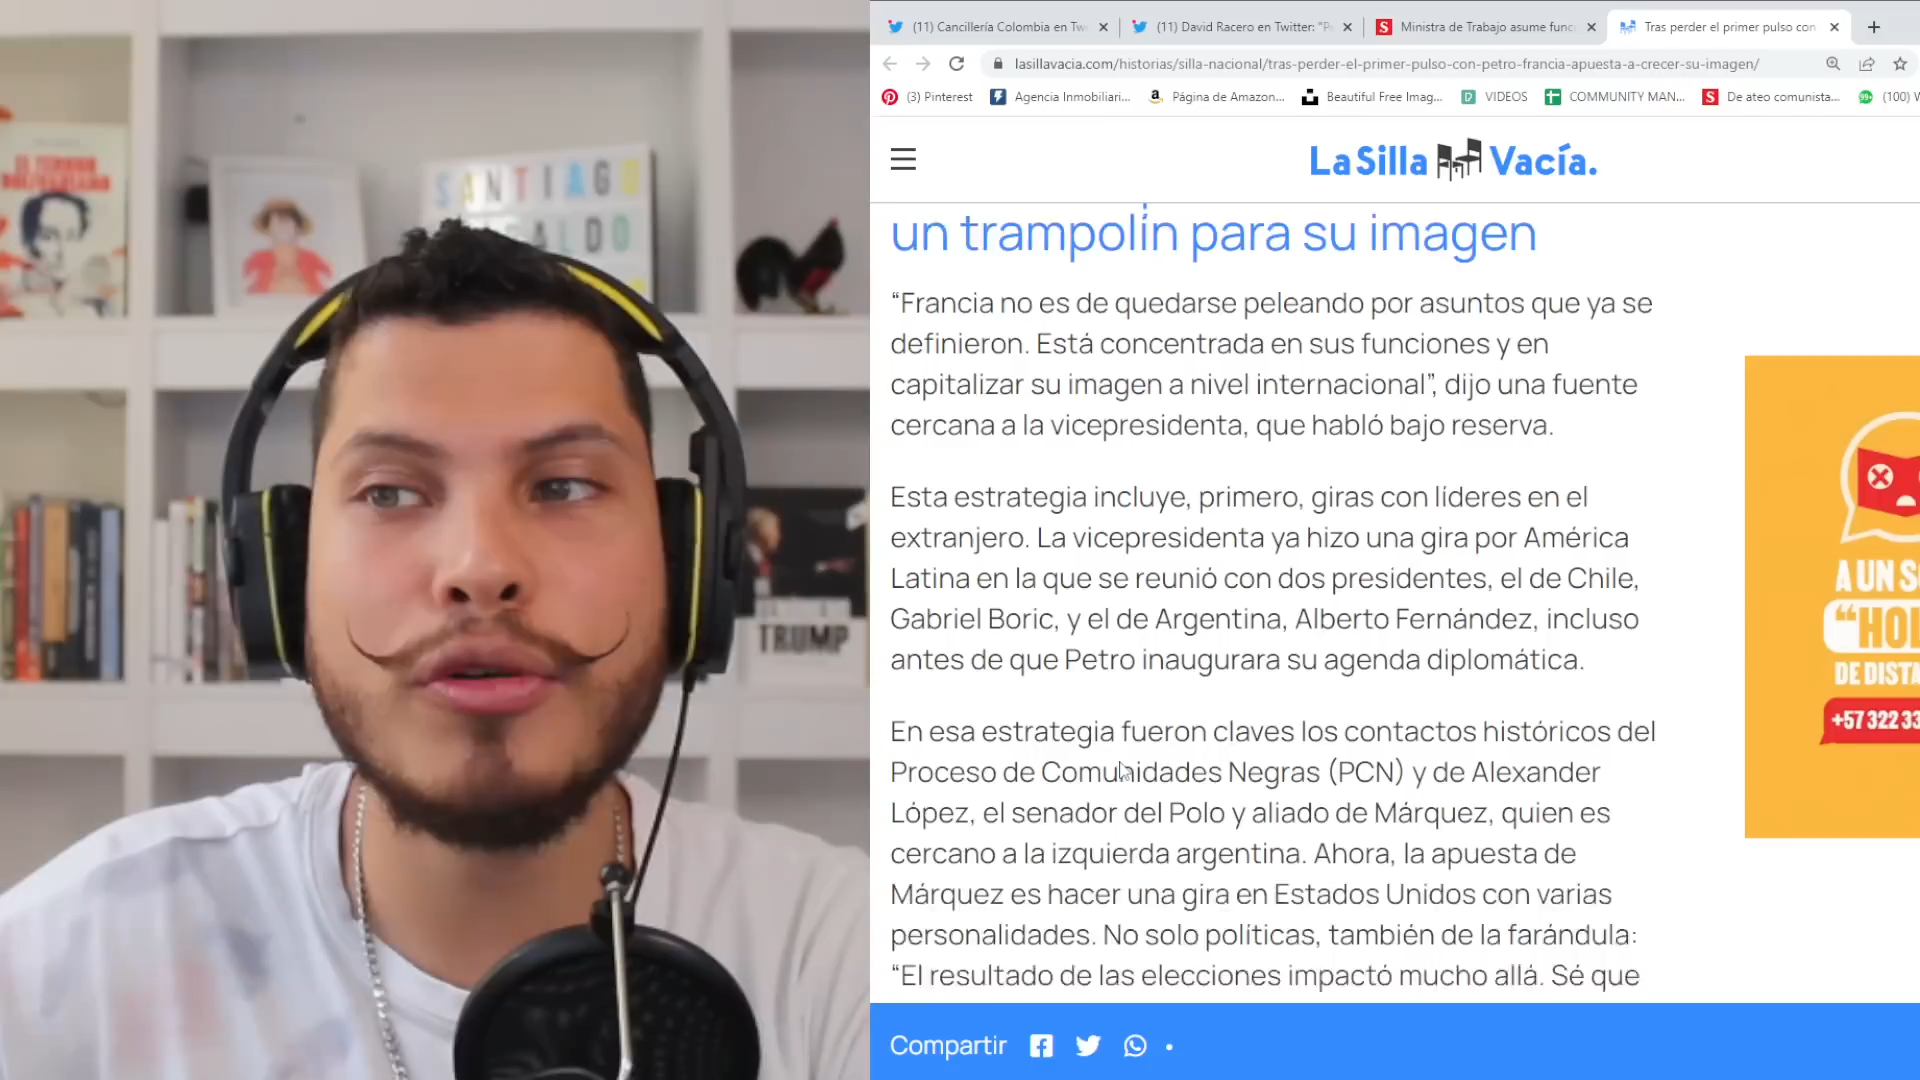 EL TERROR
BOLIVARIANO
SANTIAGO
ALDO
TRUMP
(11) Cancillería Colombia en Tw
(11) David Racero en Twitter: "P
Ministra de Trabajo asume func
Tras perder el primer pulso con
lasillavacia.com/historias/silla-nacional/tras-perder-el-primer-pulso-con-petro-francia-apuesta-a-crecer-su-imagen/
(3) Pinterest
Agencia Inmobiliari...
Página de Amazon...
Beautiful Free Imag...
VIDEOS
COMMUNITY MAN...
De ateo comunista...
(100) W
La Silla Vacía.
un trampolín para su imagen
“Francia no es de quedarse peleando por asuntos que ya se
definieron. Está concentrada en sus funciones y en
capitalizar su imagen a nivel internacional”, dijo una fuente
cercana a la vicepresidenta, que habló bajo reserva.
Esta estrategia incluye, primero, giras con líderes en el
extranjero. La vicepresidenta ya hizo una gira por América
Latina en la que se reunió con dos presidentes, el de Chile,
Gabriel Boric, y el de Argentina, Alberto Fernández, incluso
antes de que Petro inaugurara su agenda diplomática.
En esa estrategia fueron claves los contactos históricos del
Proceso de Comunidades Negras (PCN) y de Alexander
López, el senador del Polo y aliado de Márquez, quien es
cercano a la izquierda argentina. Ahora, la apuesta de
Márquez es hacer una gira en Estados Unidos con varias
personalidades. No solo políticas, también de la farándula:
“El resultado de las elecciones impactó mucho allá. Sé que
A UN S
“HOL
DE DISTA
+57 322 33
Compartir